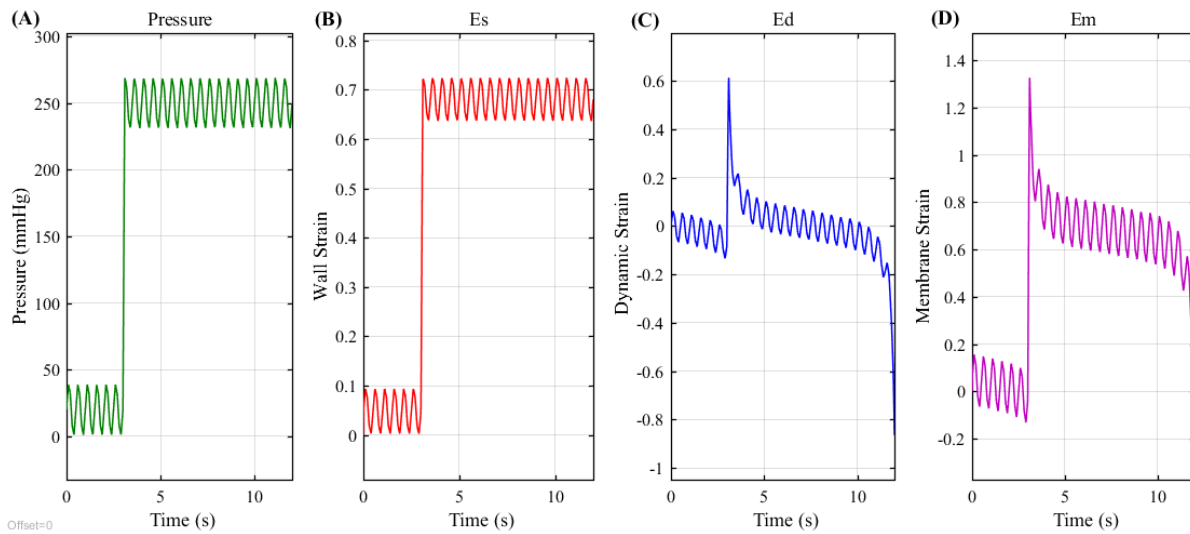 (A) Pressure
300
250
200
150
100
50
0
Pressure (mmHg)
0 5 10
Time (s)
Offset=0
(B) Es
0.8
0.7
0.6
0.5
0.4
0.3
0.2
0.1
0
Wall Strain
0 5 10
Time (s)
(C) Ed
0.6
0.4
0.2
0
-0.2
-0.4
-0.6
-0.8
-1
Dynamic Strain
0 5 10
Time (s)
(D) Em
1.4
1.2
1
0.8
0.6
0.4
0.2
0
-0.2
Membrane Strain
0 5 10
Time (s)